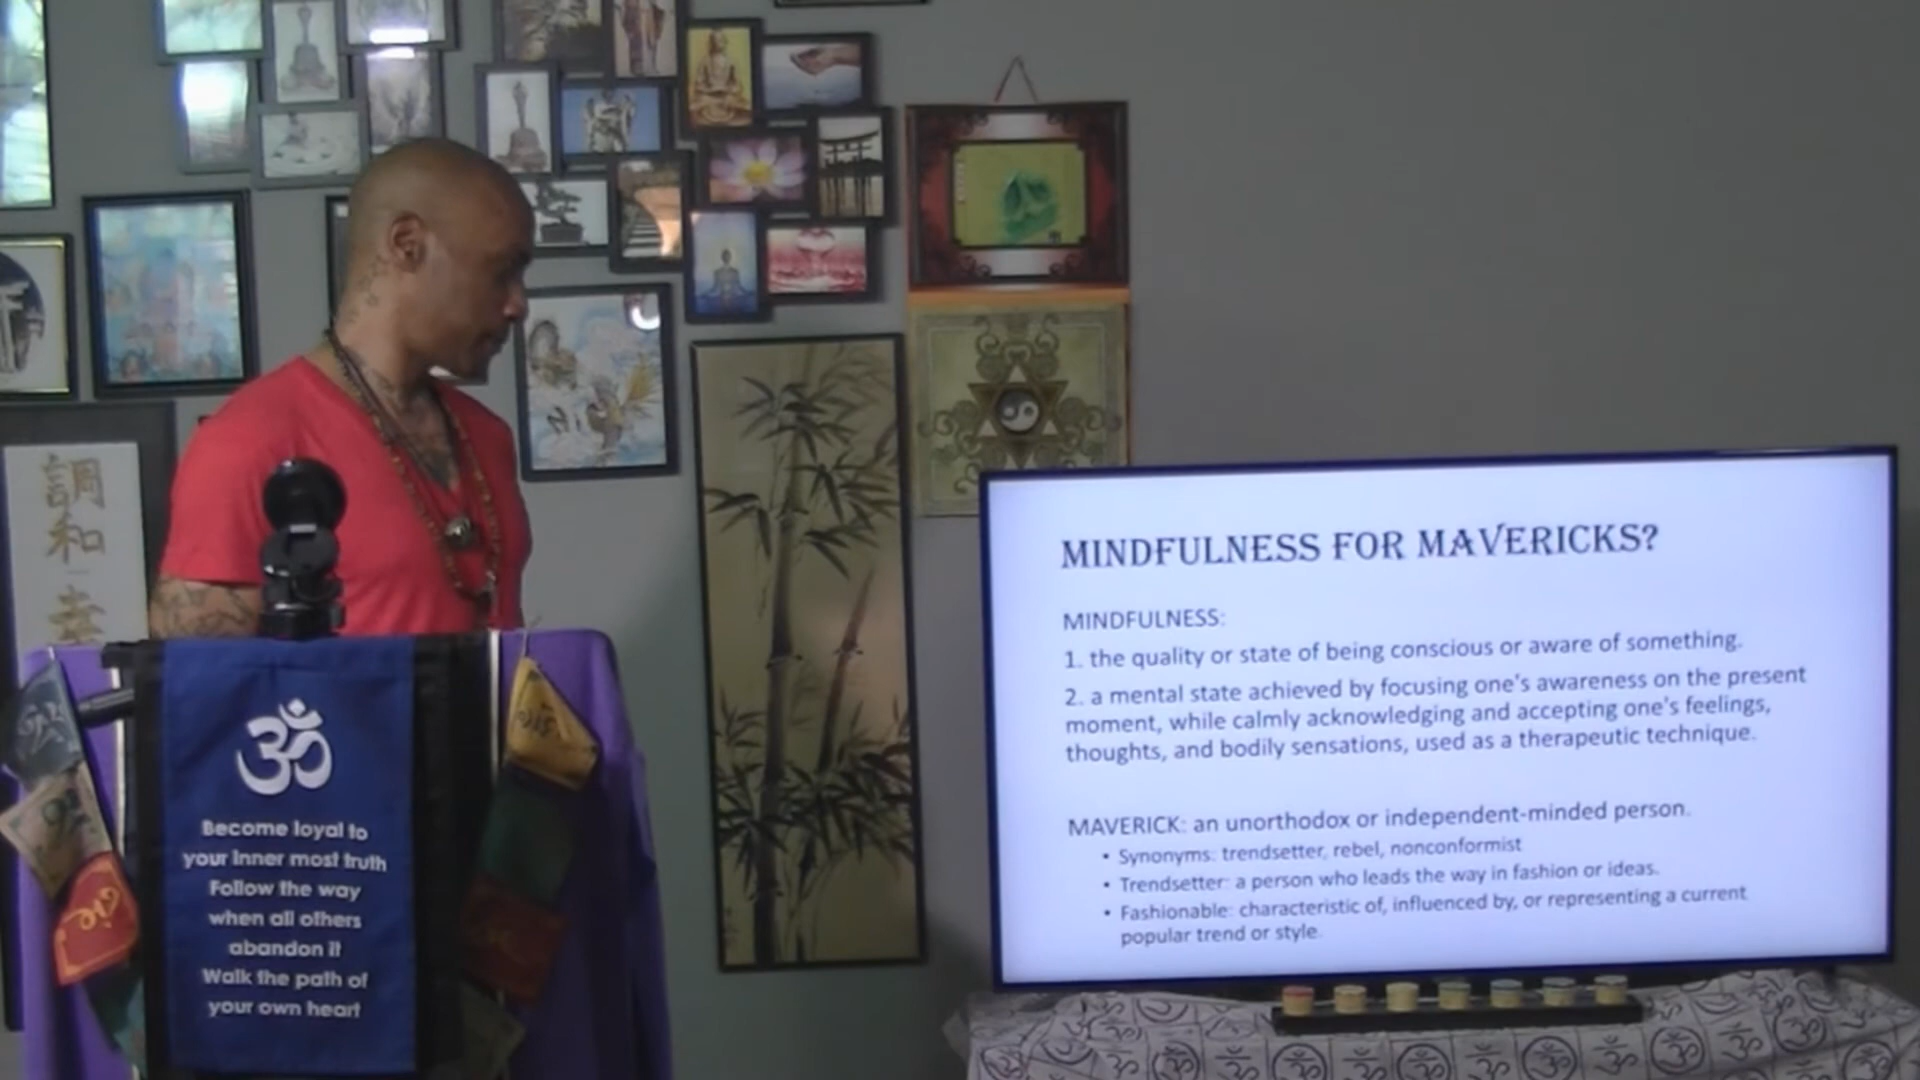 調
和
幸
Become loyal to
your inner most truth
Follow the way
when all others
abandon it
Walk the path of
your own heart
MINDFULNESS FOR MAVERICKS?
MINDFULNESS:
1. the quality or state of being conscious or aware of something.
2. a mental state achieved by focusing one's awareness on the present
moment, while calmly acknowledging and accepting one's feelings,
thoughts, and bodily sensations, used as a therapeutic technique.
MAVERICK: an unorthodox or independent-minded person.
• Synonyms: trendsetter, rebel, nonconformist
• Trendsetter: a person who leads the way in fashion or ideas.
• Fashionable: characteristic of, influenced by, or representing a current
popular trend or style.